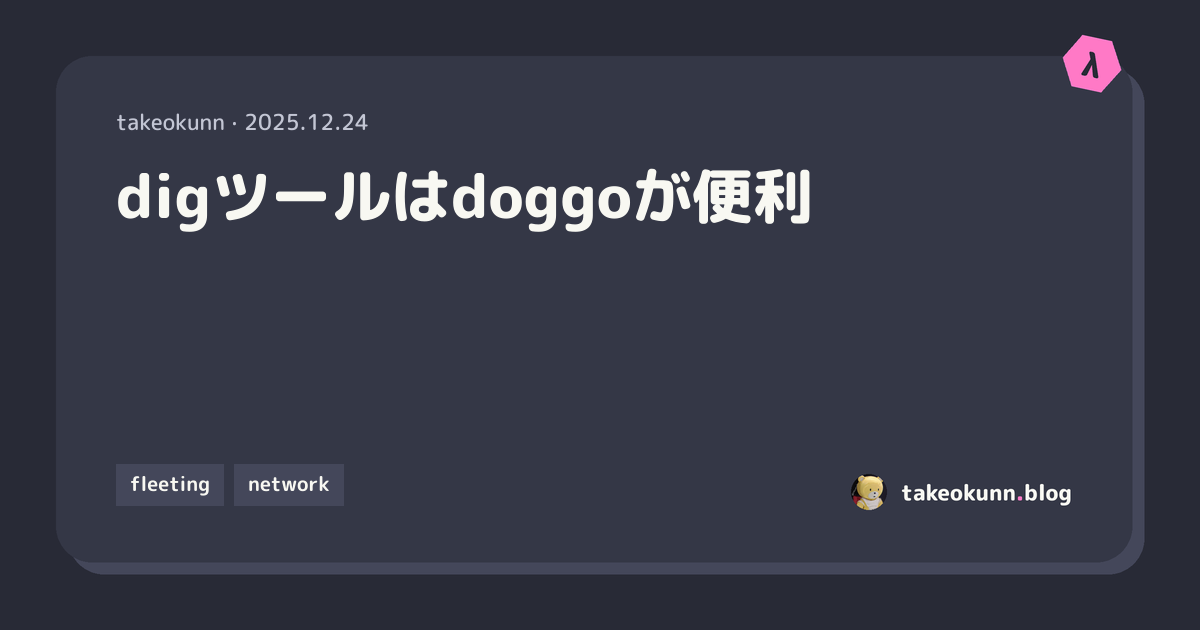 takeokunn · 2025.12.24
digツールはdoggoが便利
fleeting
network
takeokunn.blog
λ